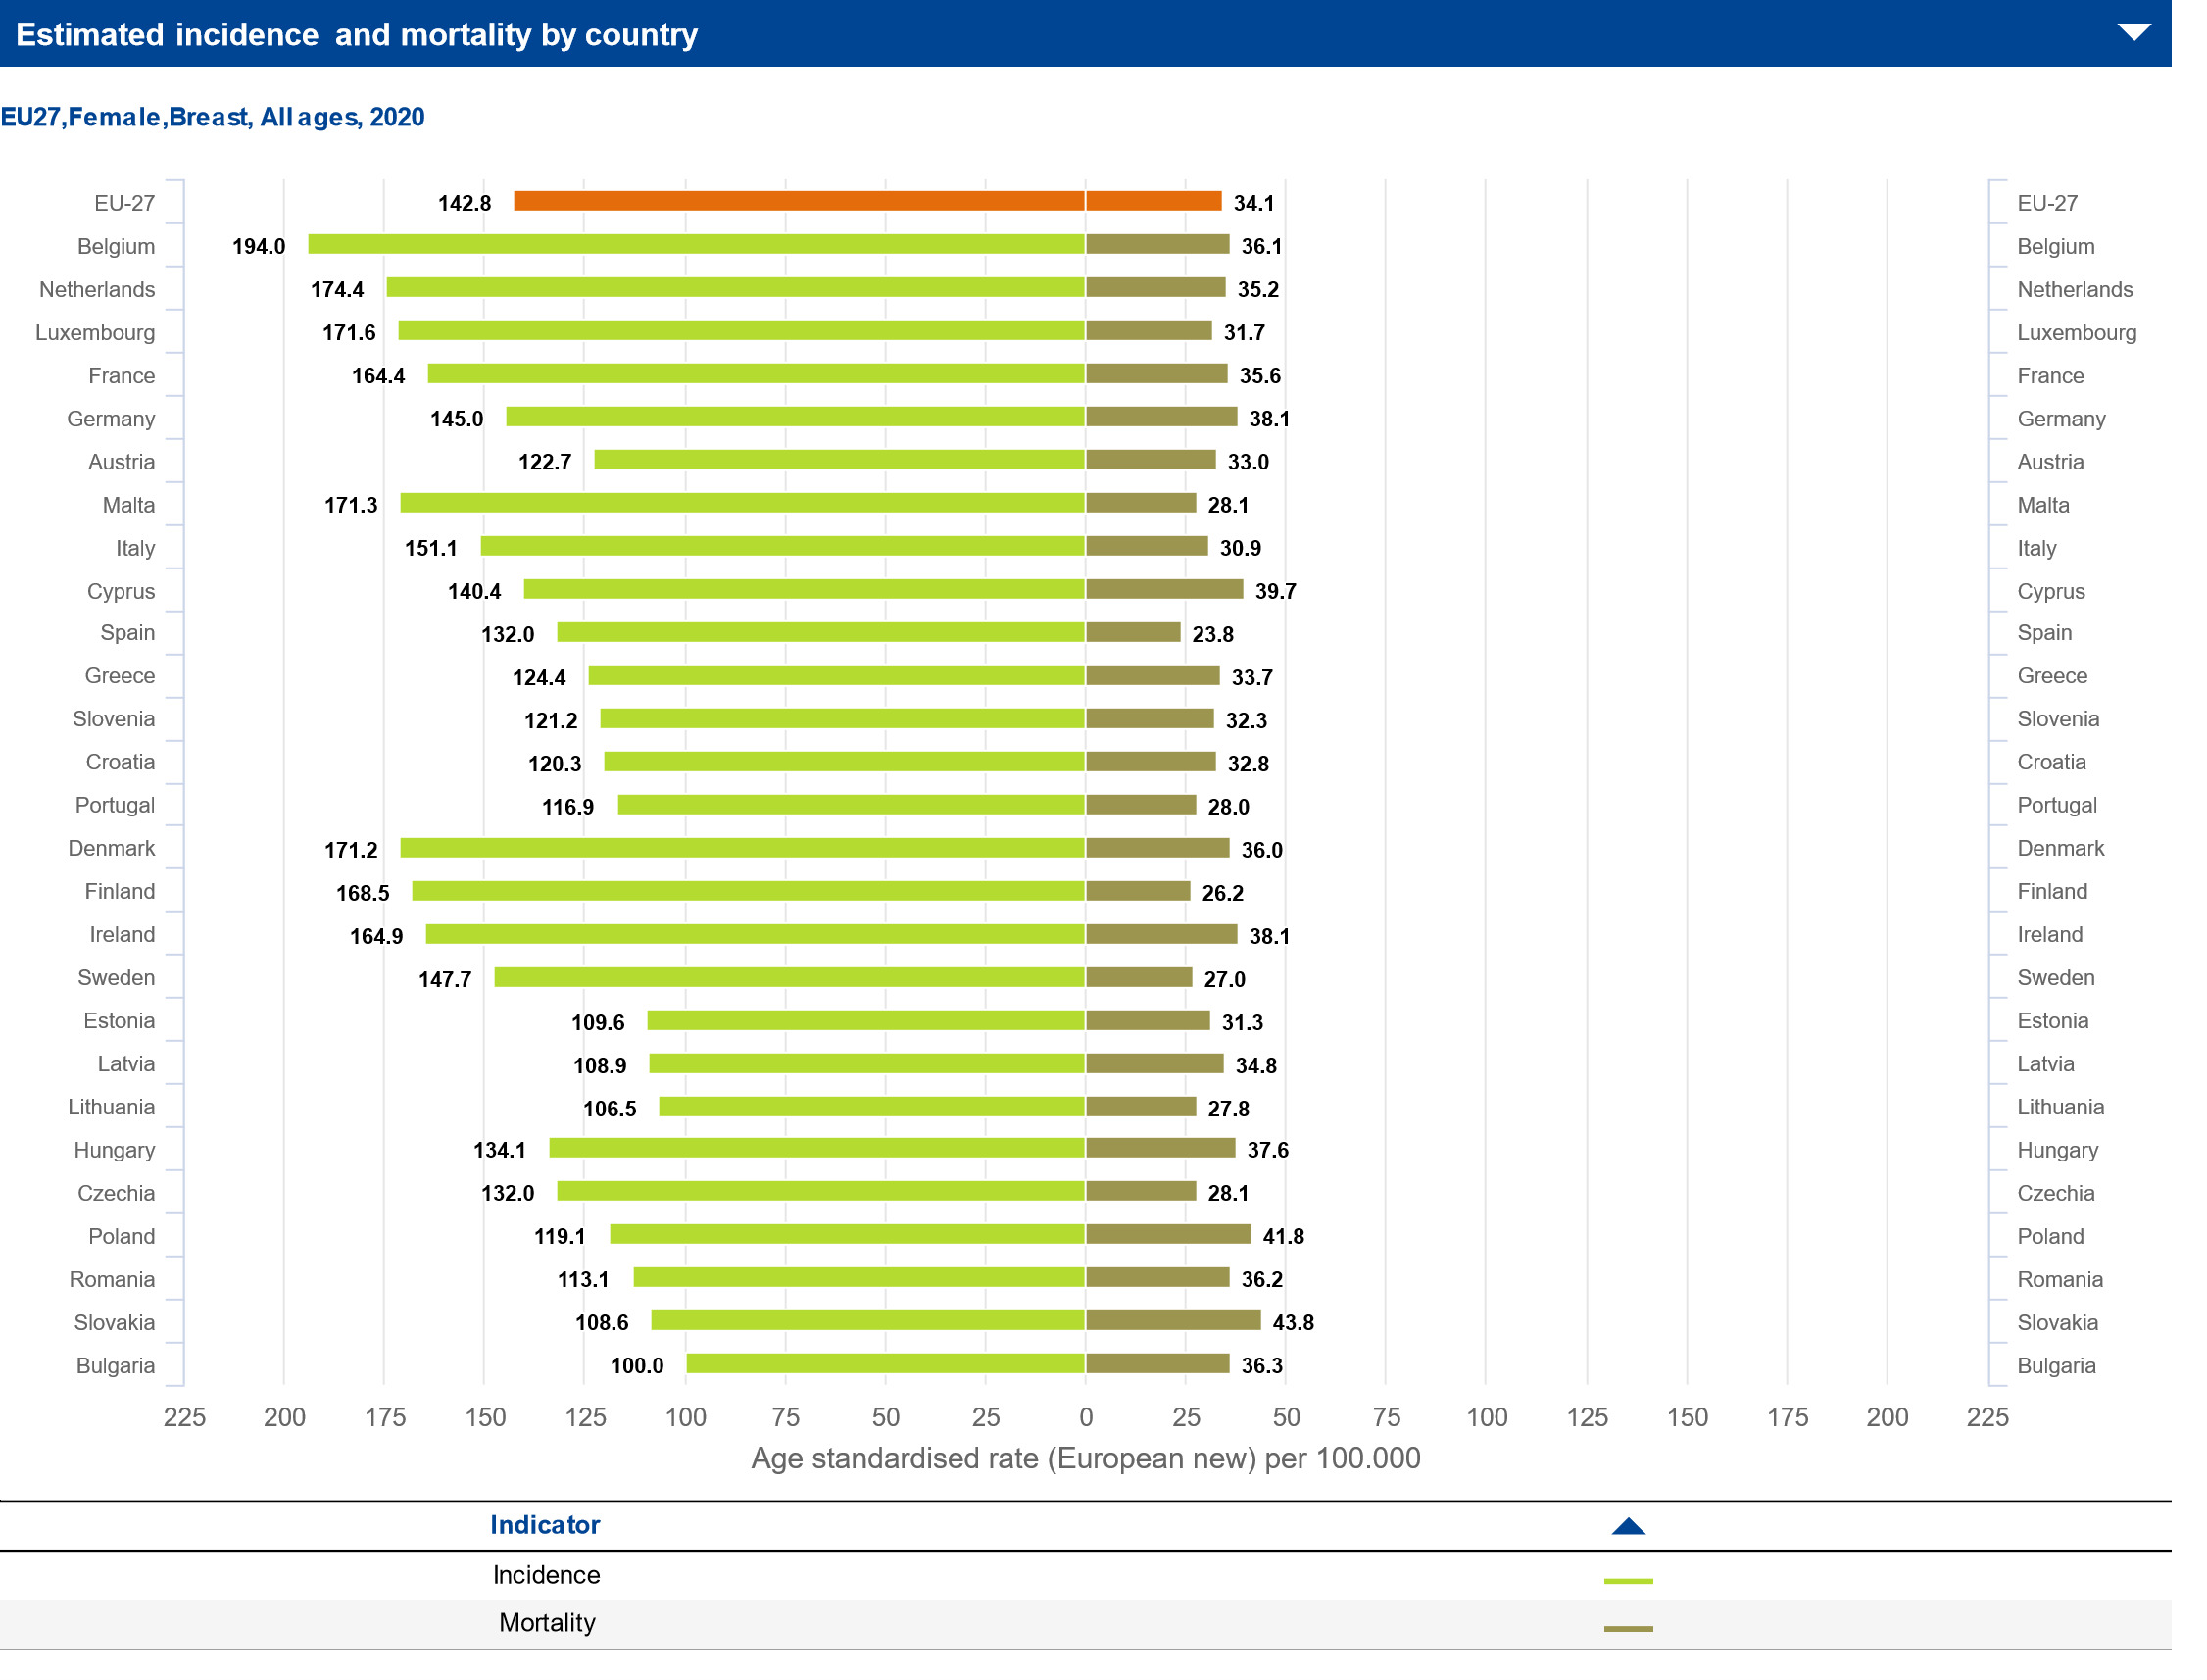 Estimated incidence and mortality by country
EU27,Female,Breast, All ages, 2020
EU-27 142.8 34.1 EU-27
Belgium 194.0 36.1 Belgium
Netherlands 174.4 35.2 Netherlands
Luxembourg 171.6 31.7 Luxembourg
France 164.4 35.6 France
Germany 145.0 38.1 Germany
Austria 122.7 33.0 Austria
Malta 171.3 28.1 Malta
Italy 151.1 30.9 Italy
Cyprus 140.4 39.7 Cyprus
Spain 132.0 23.8 Spain
Greece 124.4 33.7 Greece
Slovenia 121.2 32.3 Slovenia
Croatia 120.3 32.8 Croatia
Portugal 116.9 28.0 Portugal
Denmark 171.2 36.0 Denmark
Finland 168.5 26.2 Finland
Ireland 164.9 38.1 Ireland
Sweden 147.7 27.0 Sweden
Estonia 109.6 31.3 Estonia
Latvia 108.9 34.8 Latvia
Lithuania 106.5 27.8 Lithuania
Hungary 134.1 37.6 Hungary
Czechia 132.0 28.1 Czechia
Poland 119.1 41.8 Poland
Romania 113.1 36.2 Romania
Slovakia 108.6 43.8 Slovakia
Bulgaria 100.0 36.3 Bulgaria
225 200 175 150 125 100 75 50 25 0 25 50 75 100 125 150 175 200 225
Age standardised rate (European new) per 100.000
Indicator
Incidence
Mortality